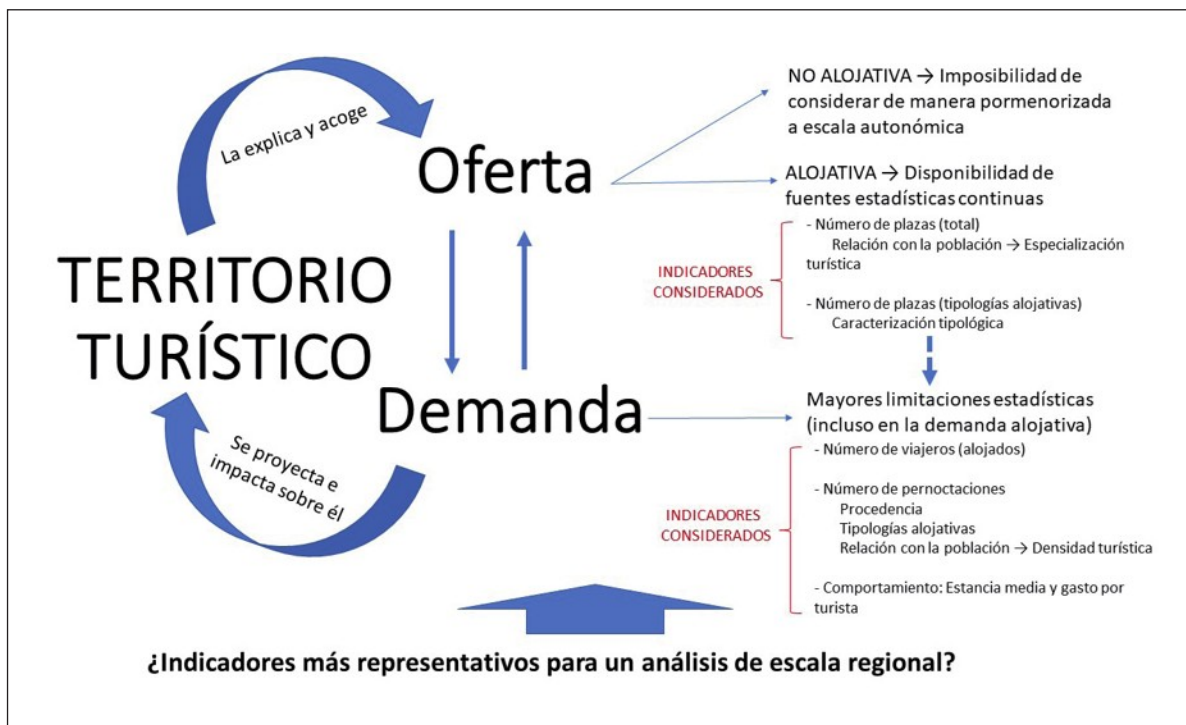 La explica y acoge
Oferta
TERRITORIO
TURÍSTICO
Demanda
Se proyecta e
impacta sobre él
NO ALOJATIVA → Imposibilidad de
considerar de manera pormenorizada
a escala autonómica
ALOJATIVA → Disponibilidad de
fuentes estadísticas continuas
INDICADORES
CONSIDERADOS
- Número de plazas (total)
Relación con la población → Especialización
turística
- Número de plazas (tipologías alojativas)
Caracterización tipológica
Mayores limitaciones estadísticas
(incluso en la demanda alojativa)
INDICADORES
CONSIDERADOS
- Número de viajeros (alojados)
- Número de pernoctaciones
Procedencia
Tipologías alojativas
Relación con la población → Densidad turística
- Comportamiento: Estancia media y gasto por
turista
¿Indicadores más representativos para un análisis de escala regional?